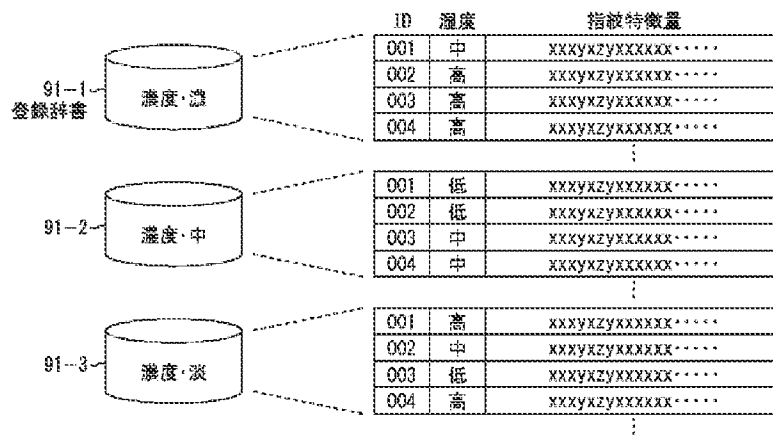 ID 湿度 指紋特徴量
001 中 xxxyxzyxxxxxx·····
002 高 xxxyxzyxxxxxx·····
003 高 xxxyxzyxxxxxx·····
004 高 xxxyxzyxxxxxx·····
91-1
登録辞書
濃度·濃
001 低 xxxyxzyxxxxxx·····
002 低 xxxyxzyxxxxxx·····
003 中 xxxyxzyxxxxxx·····
004 中 xxxyxzyxxxxxx·····
91-2
濃度·中
001 高 xxxyxzyxxxxxx·····
002 中 xxxyxzyxxxxxx·····
003 低 xxxyxzyxxxxxx·····
004 高 xxxyxzyxxxxxx·····
91-3
濃度·淡